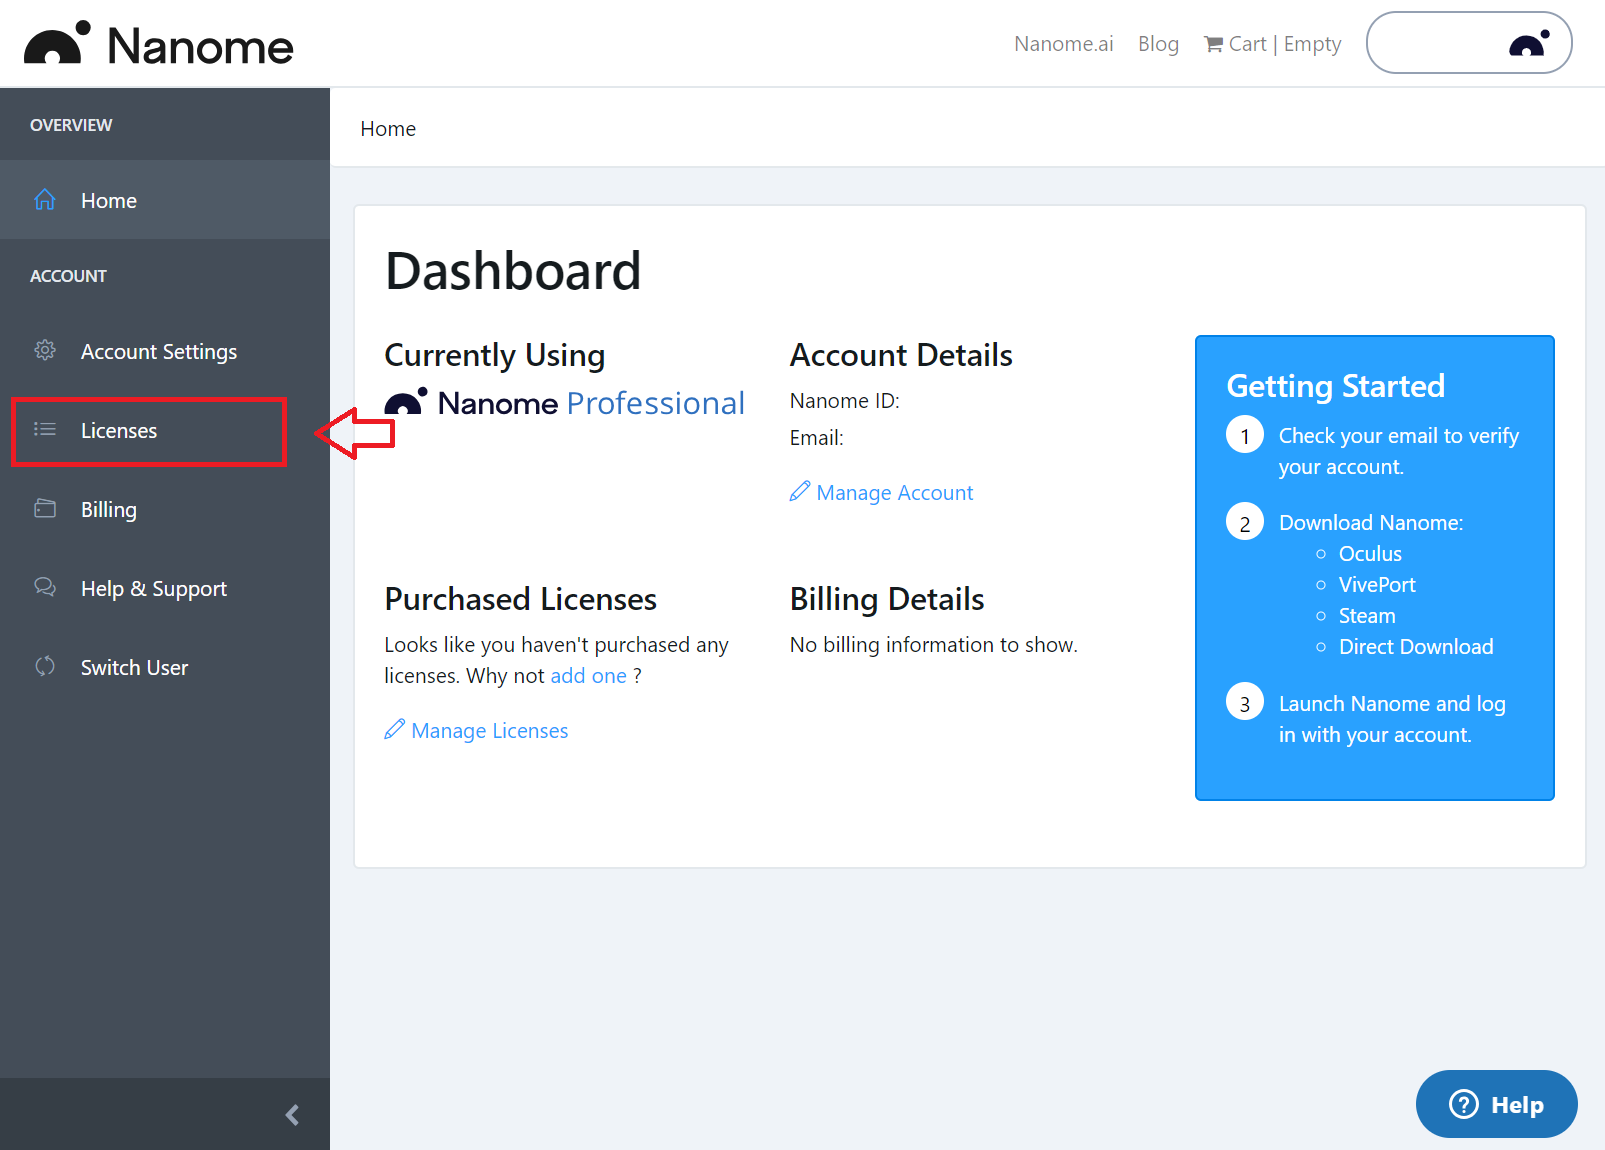 Nanome
Nanome.ai
Blog
Cart | Empty
OVERVIEW
Home
ACCOUNT
Account Settings
Licenses
Billing
Help & Support
Switch User
Home
Dashboard
Currently Using
Nanome Professional
Account Details
Nanome ID:
Email:
Manage Account
Purchased Licenses
Looks like you haven't purchased any
licenses. Why not add one ?
Manage Licenses
Billing Details
No billing information to show.
Getting Started
1 Check your email to verify
your account.
2 Download Nanome:
Oculus
VivePort
Steam
Direct Download
3 Launch Nanome and log
in with your account.
Help